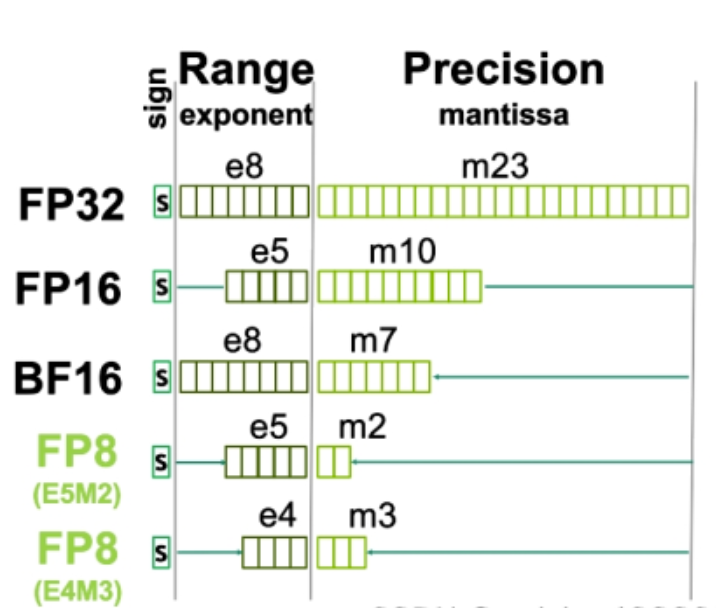 sign
Range
Precision
exponent
mantissa
e8
m23
FP32
S
e5
m10
FP16
S
e8
m7
BF16
S
e5
m2
FP8
S
(E5M2)
e4
m3
FP8
S
(E4M3)